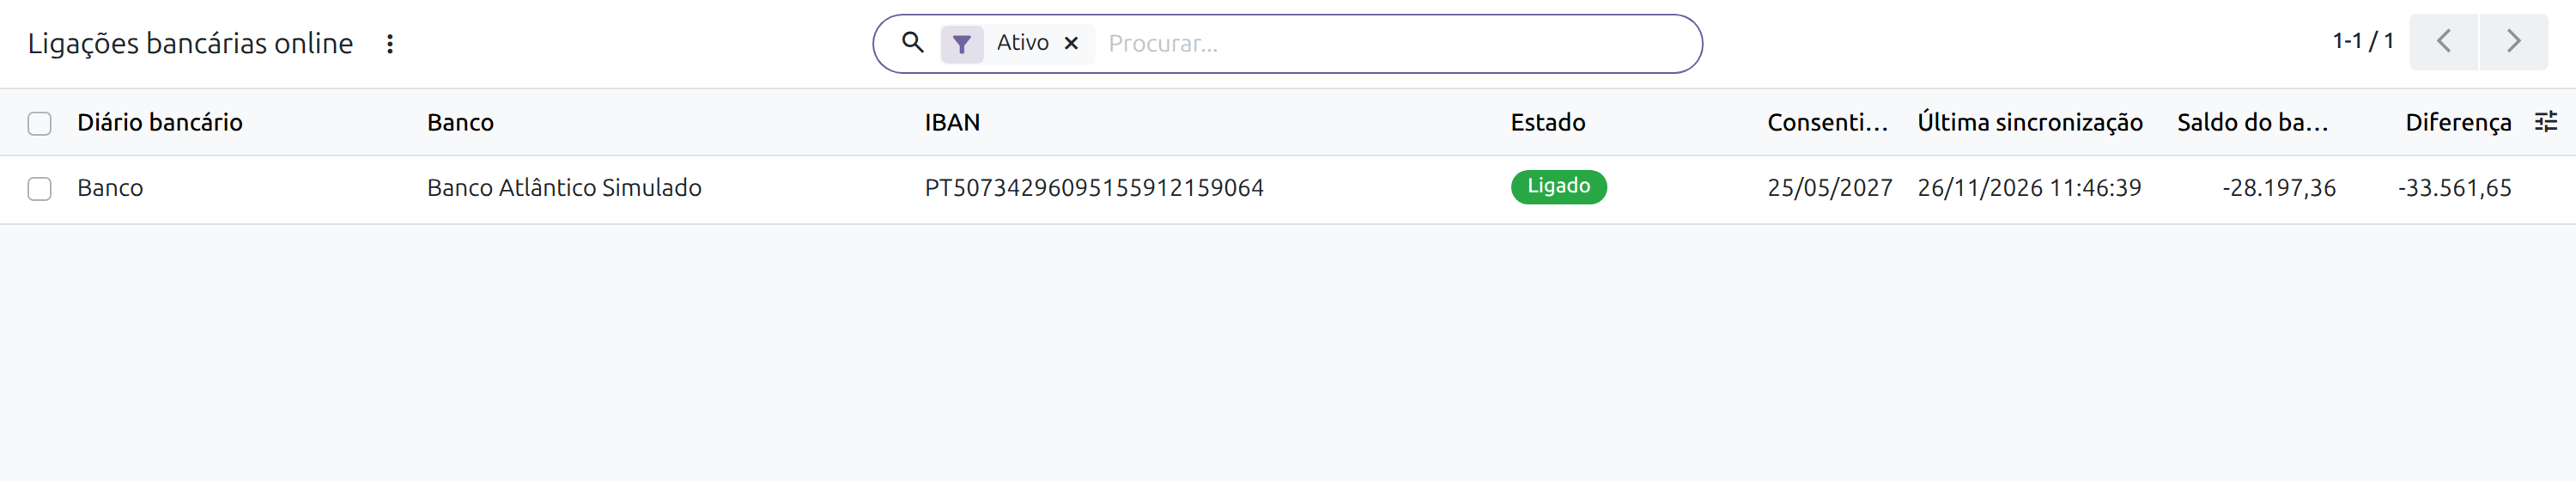 Ligações bancárias online
Ativo Procurar...
1-1 / 1
Diário bancário Banco IBAN Estado Consenti... Última sincronização Saldo do ba... Diferença
Banco Banco Atlântico Simulado PT50734296095155912159064 Ligado 25/05/2027 26/11/2026 11:46:39 -28.197,36 -33.561,65